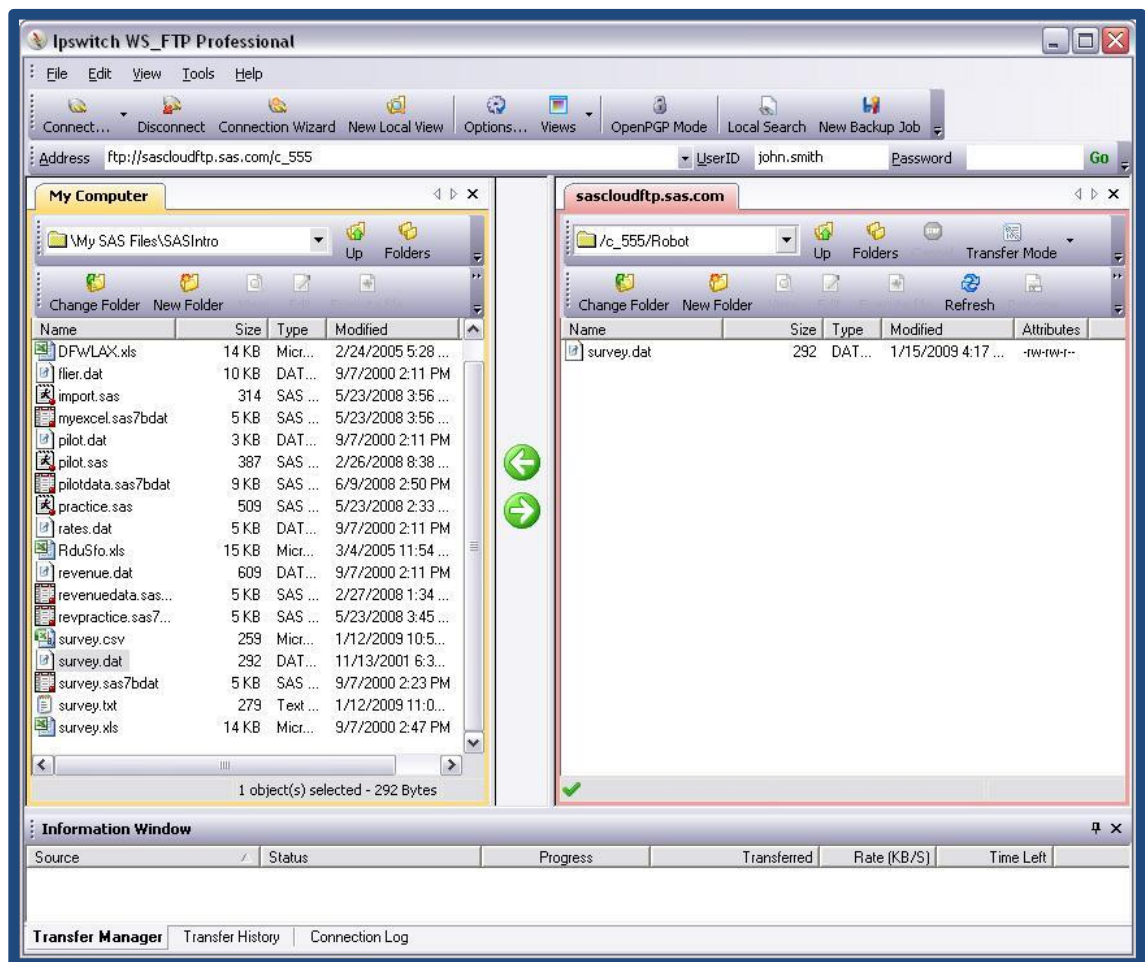 Ipswitch WS_FTP Professional
File Edit View Tools Help
Connect... Disconnect Connection Wizard New Local View Options... Views OpenPGP Mode Local Search New Backup Job
Address ftp://sascloudftp.sas.com/c_555 UserID john.smith Password Go
My Computer
\My SAS Files\SASIntro Up Folders
Change Folder New Folder
Name Size Type Modified
DFWLAX.xls 14 KB Micr... 2/24/2005 5:28 ...
flier.dat 10 KB DAT... 9/7/2000 2:11 PM
import.sas 314 SAS ... 5/23/2008 3:56 ...
myexcel.sas7bdat 5 KB SAS ... 5/23/2008 3:56 ...
pilot.dat 3 KB DAT... 9/7/2000 2:11 PM
pilot.sas 387 SAS ... 2/26/2008 8:38 ...
pilotdata.sas7bdat 9 KB SAS ... 6/9/2008 2:50 PM
practice.sas 509 SAS ... 5/23/2008 2:33 ...
rates.dat 5 KB DAT... 9/7/2000 2:11 PM
RduSfo.xls 15 KB Micr... 3/4/2005 11:54 ...
revenue.dat 609 DAT... 9/7/2000 2:11 PM
revenuedata.sas... 5 KB SAS ... 2/27/2008 1:34 ...
revpractice.sas7... 5 KB SAS ... 5/23/2008 3:45 ...
survey.csv 259 Micr... 1/12/2009 10:5...
survey.dat 292 DAT... 11/13/2001 6:3...
survey.sas7bdat 5 KB SAS ... 9/7/2000 2:23 PM
survey.txt 279 Text ... 1/12/2009 11:0...
survey.xls 14 KB Micr... 9/7/2000 2:47 PM
1 object(s) selected - 292 Bytes
sascloudftp.sas.com
/c_555/Robot Up Folders Transfer Mode
Change Folder New Folder Refresh
Name Size Type Modified Attributes
survey.dat 292 DAT... 1/15/2009 4:17 ... -rw-rw-r--
Information Window
Source Status Progress Transferred Rate (KB/S) Time Left
Transfer Manager Transfer History Connection Log